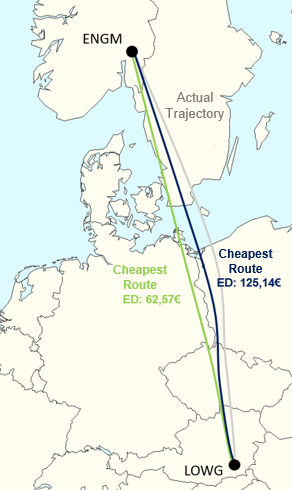 ENGM
Actual
Trajectory
Cheapest
Route
ED: 125,14€
Cheapest
Route
ED: 62,57€
LOWG